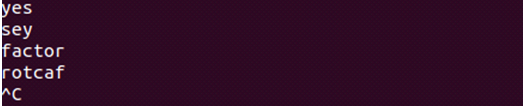 yes
sey
factor
rotcaf
^C